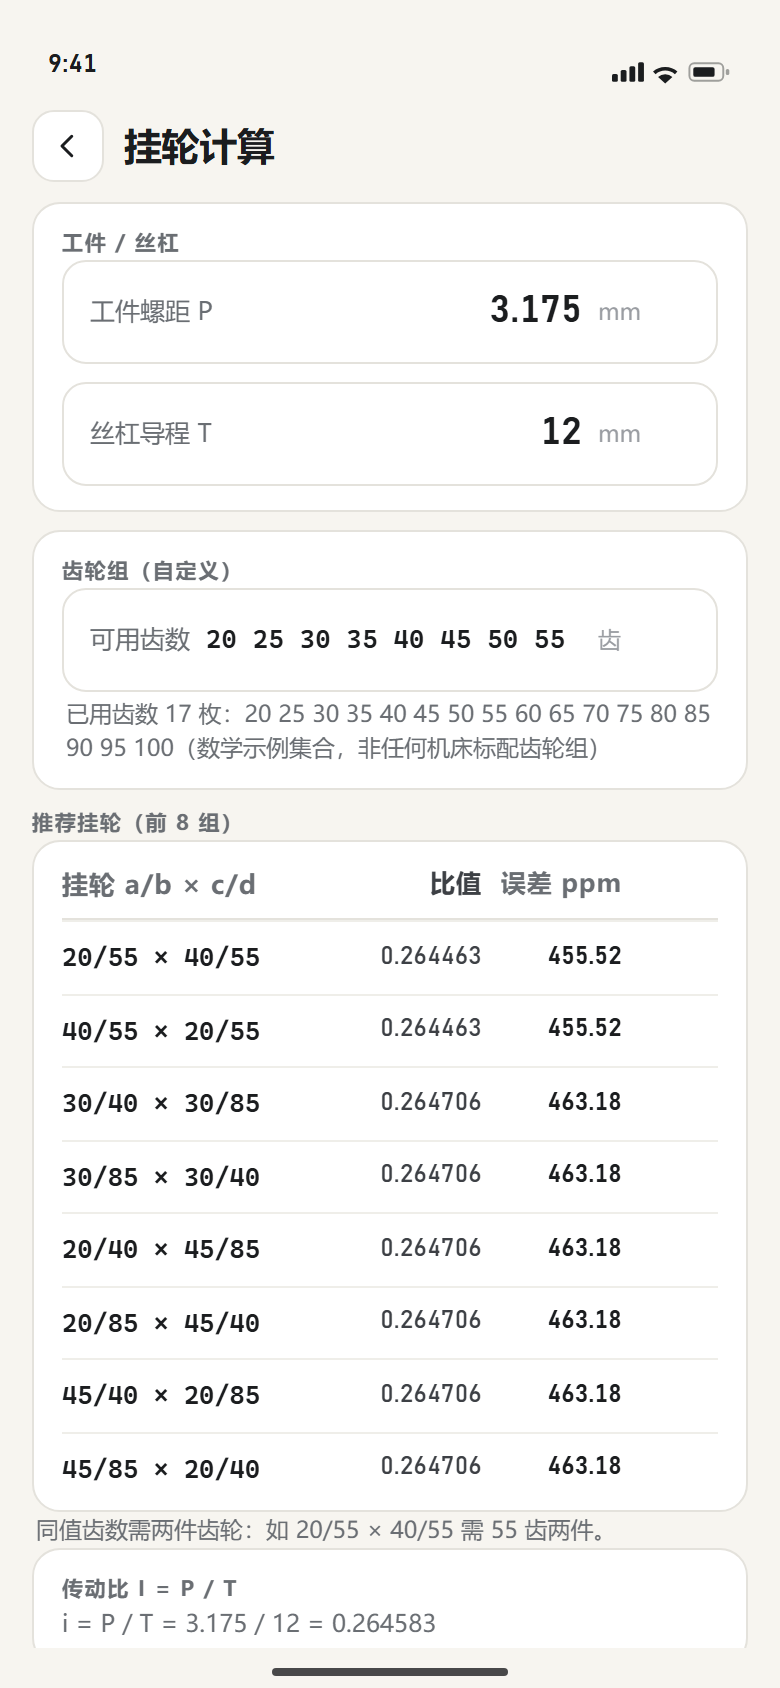 9:41
挂轮计算
工件 / 丝杠
工件螺距 P 3.175 mm
丝杠导程 T 12 mm
齿轮组（自定义）
可用齿数 20 25 30 35 40 45 50 55 齿
已用齿数 17 枚：20 25 30 35 40 45 50 55 60 65 70 75 80 85
90 95 100（数学示例集合，非任何机床标配齿轮组）
推荐挂轮（前 8 组）
挂轮 a/b × c/d 比值 误差 ppm
20/55 × 40/55 0.264463 455.52
40/55 × 20/55 0.264463 455.52
30/40 × 30/85 0.264706 463.18
30/85 × 30/40 0.264706 463.18
20/40 × 45/85 0.264706 463.18
20/85 × 45/40 0.264706 463.18
45/40 × 20/85 0.264706 463.18
45/85 × 20/40 0.264706 463.18
同值齿数需两件齿轮：如 20/55 × 40/55 需 55 齿两件。
传动比 I = P / T
i = P / T = 3.175 / 12 = 0.264583